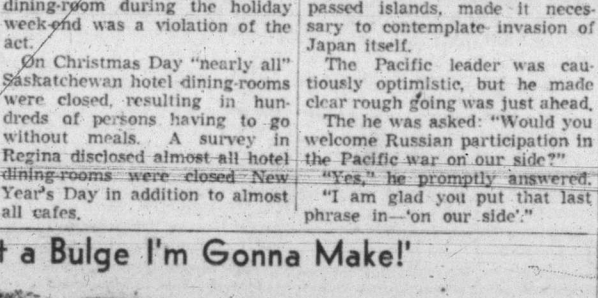 dining-room during the holiday
week-end was a violation of the
act.
On Christmas Day "nearly all"
Saskatchewan hotel dining-rooms
were closed, resulting in hun-
dreds of persons having to go
without meals. A survey in
Regina disclosed almost all hotel
dining-rooms were closed New
Year's Day in addition to almost
all cafes.
passed islands, made it neces-
sary to contemplate invasion of
Japan itself.
The Pacific leader was cau-
tiously optimistic, but he made
clear rough going was just ahead.
The he was asked: "Would you
welcome Russian participation in
the Pacific war on our side?"
"Yes," he promptly answered.
"I am glad you put that last
phrase in—'on our side'."
t a Bulge I'm Gonna Make!'